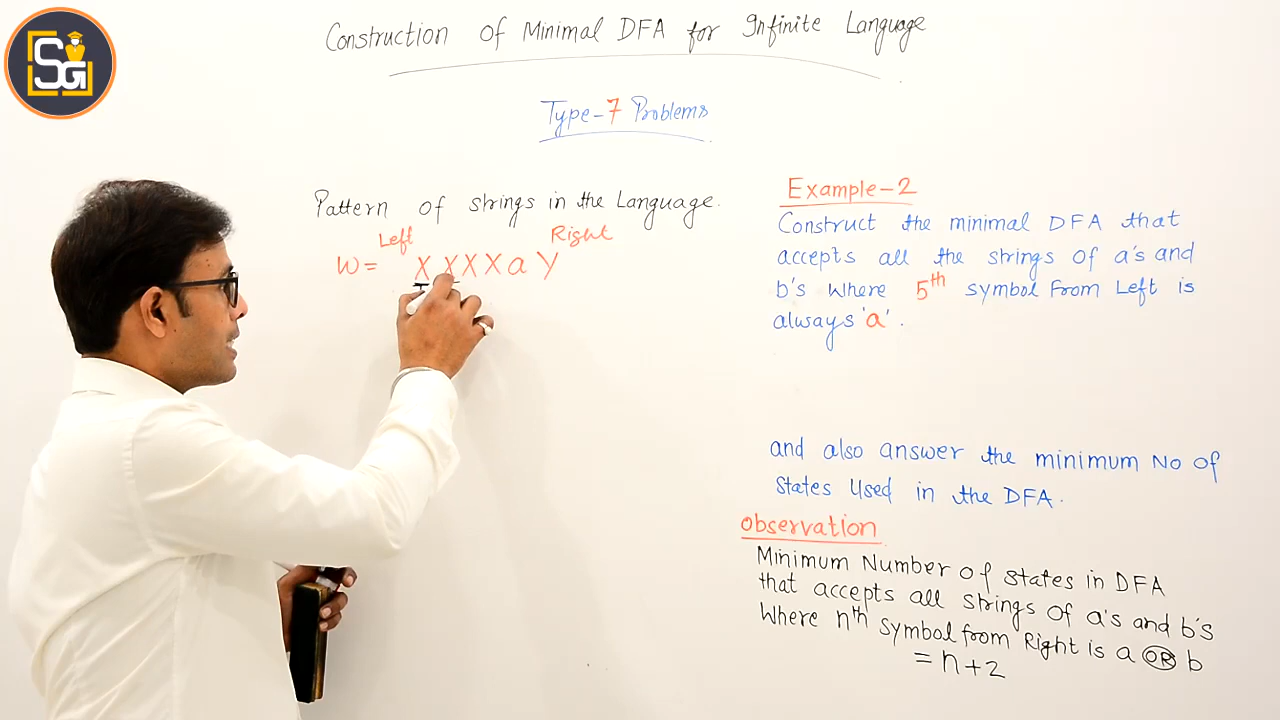 SG
Construction of Minimal DFA for Infinite Language
Type-7 Problems
Pattern of strings in the Language.
Left Right
W = X X X X a Y
Example-2
Construct the minimal DFA that
accepts all the strings of a's and
b's where 5th symbol from Left is
always 'a'.
and also answer the minimum No of
states used in the DFA.
observation
Minimum Number of states in DFA
that accepts all strings of a's and b's
Where nth symbol from Right is a OR b
= n+2